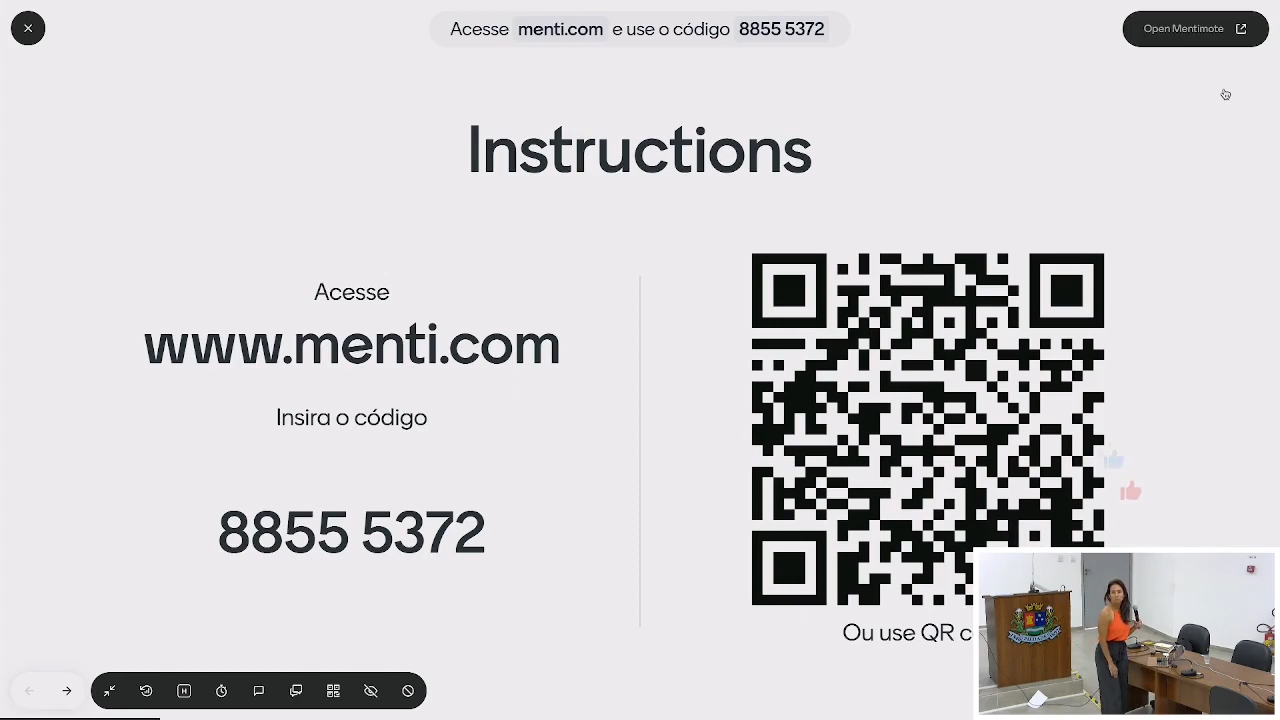 Acesse menti.com e use o código 8855 5372
Open Mentimote
Instructions
Acesse
www.menti.com
Insira o código
8855 5372
Ou use QR c